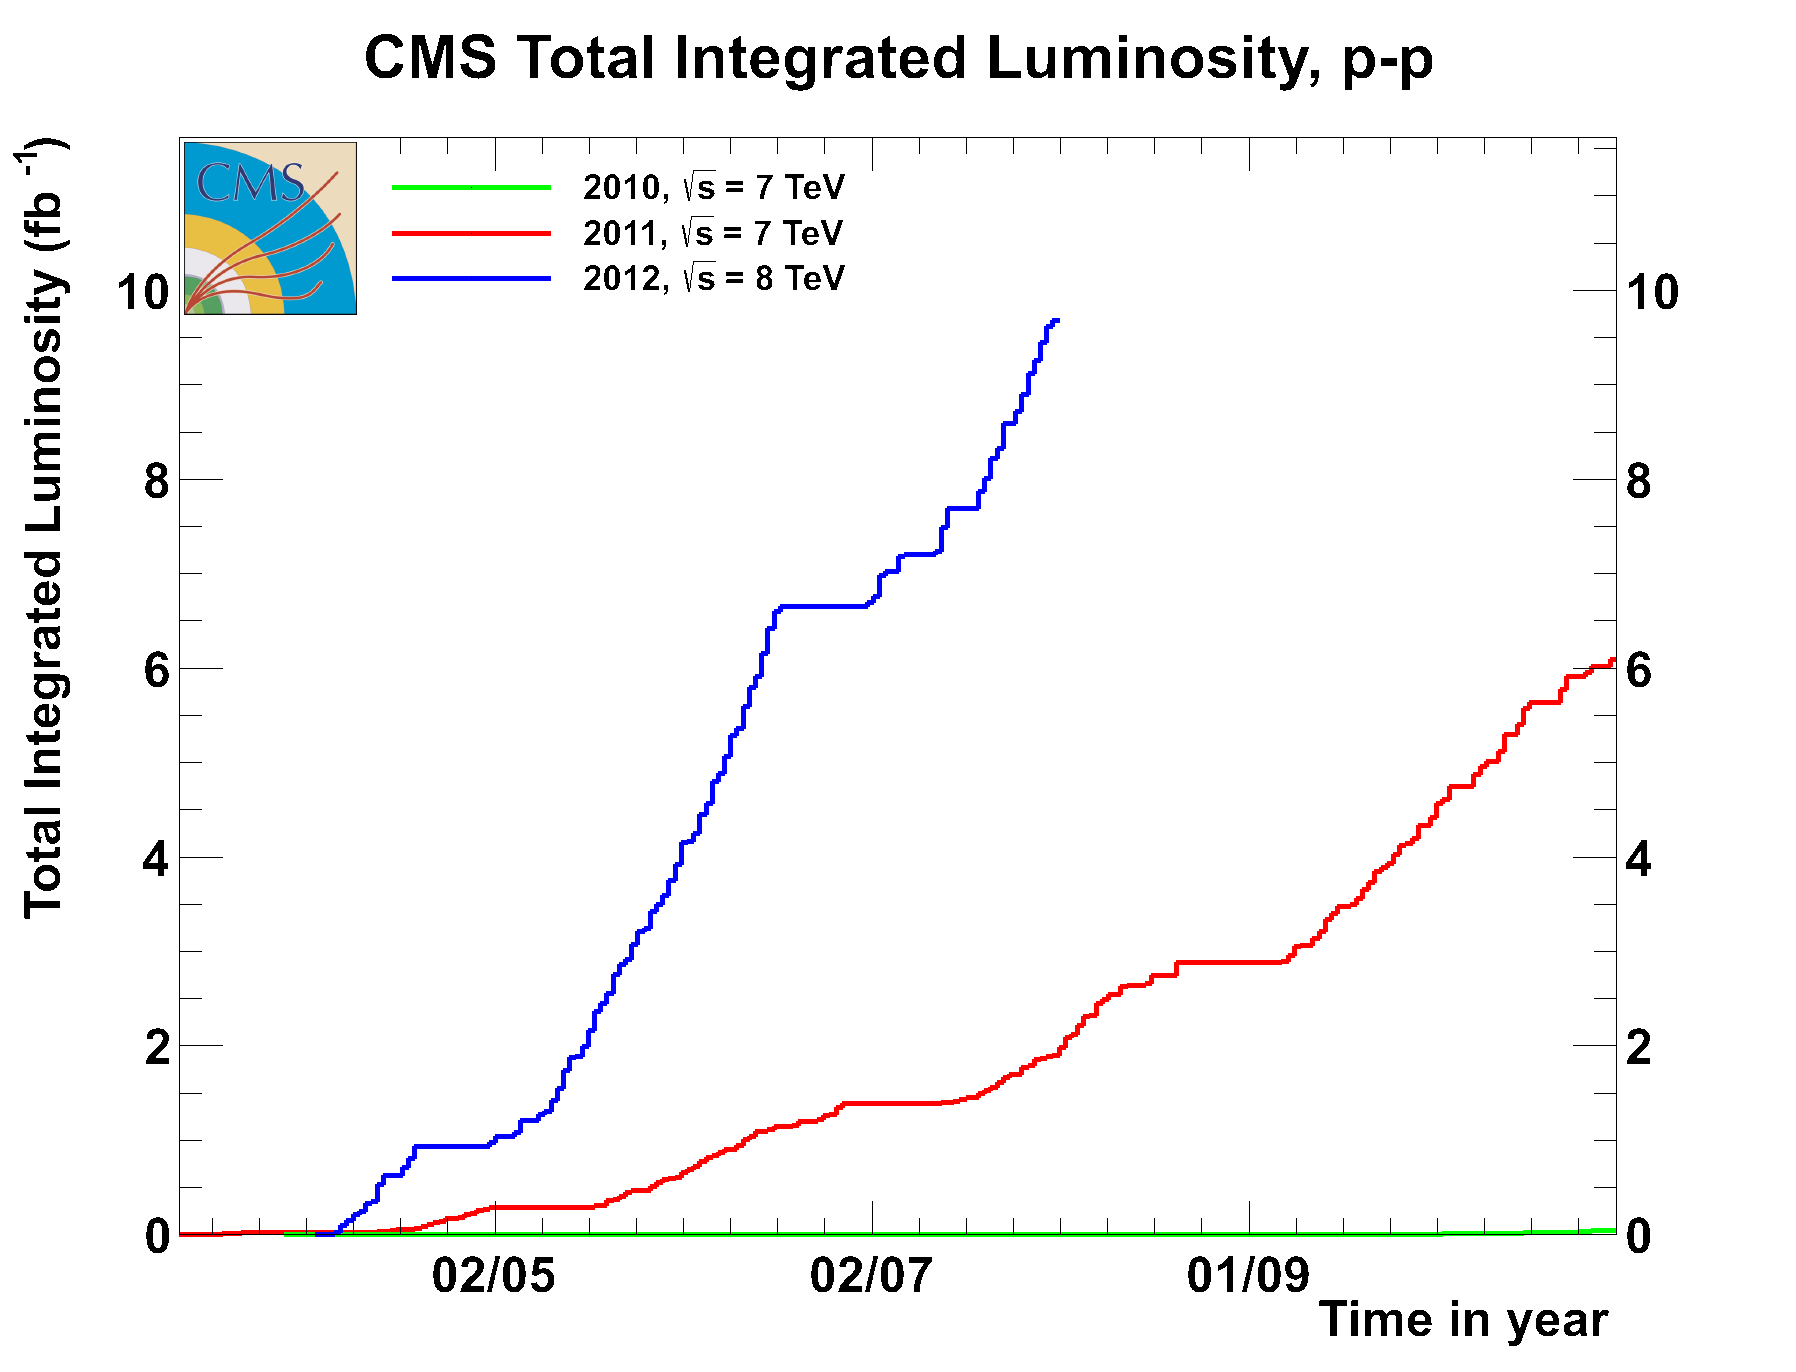 CMS Total Integrated Luminosity, p-p
Total Integrated Luminosity (fb -1)
CMS
2010, √s = 7 TeV
2011, √s = 7 TeV
2012, √s = 8 TeV
10 10
8 8
6 6
4 4
2 2
0 0
02/05 02/07 01/09
Time in year